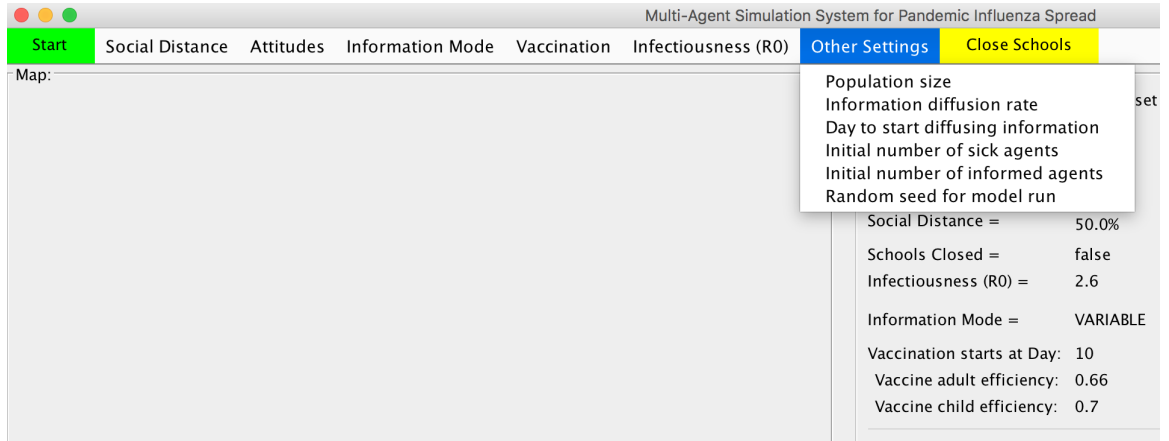 Multi-Agent Simulation System for Pandemic Influenza Spread
Start Social Distance Attitudes Information Mode Vaccination Infectiousness (R0) Other Settings Close Schools
Map:
Population size
Information diffusion rate
set
Day to start diffusing information
Initial number of sick agents
Initial number of informed agents
Random seed for model run
Social Distance = 50.0%
Schools Closed = false
Infectiousness (R0) = 2.6
Information Mode = VARIABLE
Vaccination starts at Day: 10
Vaccine adult efficiency: 0.66
Vaccine child efficiency: 0.7